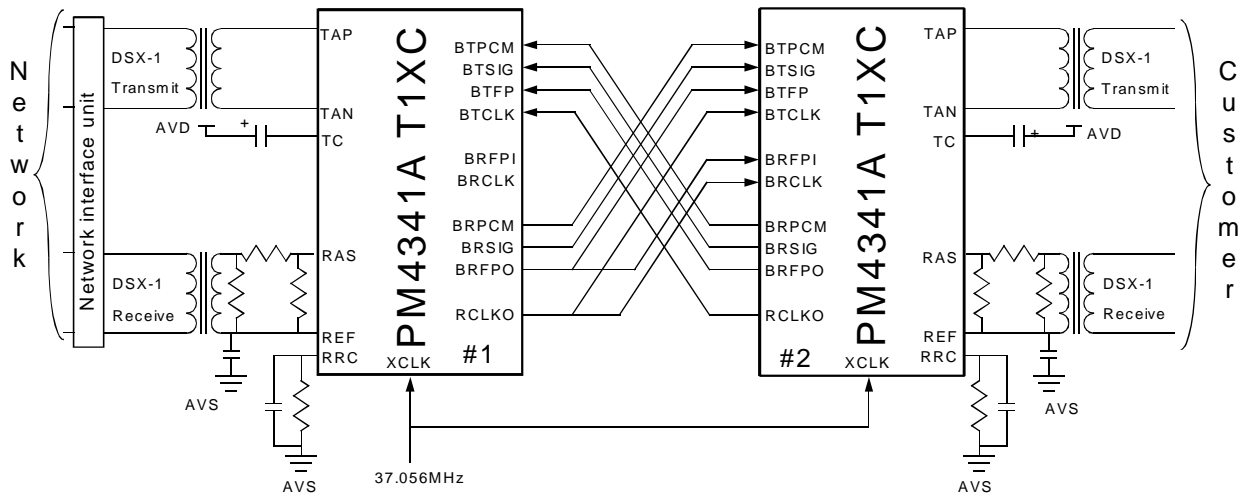 Network
Network interface unit
DSX-1
Transmit
AVD
+
DSX-1
Receive
AVS
AVS
TAP
TAN
TC
RAS
REF
RRC
XCLK
PM4341A T1XC
#1
BTPCM
BTSIG
BTFP
BTCLK
BRFPI
BRCLK
BRPCM
BRSIG
BRFPO
RCLKO
37.056MHz
BTPCM
BTSIG
BTFP
BTCLK
BRFPI
BRCLK
BRPCM
BRSIG
BRFPO
RCLKO
PM4341A T1XC
#2
XCLK
TAP
TAN
TC
RAS
REF
RRC
DSX-1
Transmit
+
AVD
DSX-1
Receive
AVS
AVS
Customer